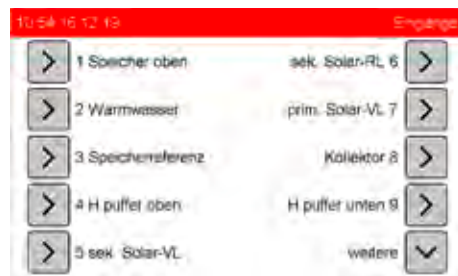 10:54 16.12.19 Eingänge
1 Speicher oben
2 Warmwasser
3 Speicherreferenz
4 H puffer oben
5 sek. Solar-VL
sek. Solar-RL 6
prim. Solar-VL 7
Kollektor 8
H puffer unten 9
weitere